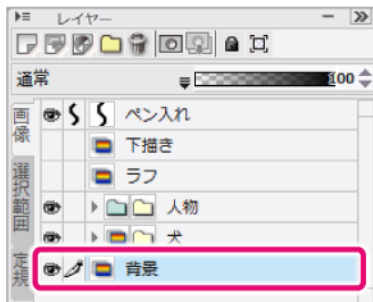 レイヤー
通常
100
画像
ペン入れ
下描き
ラフ
選択範囲
人物
犬
定規
背景